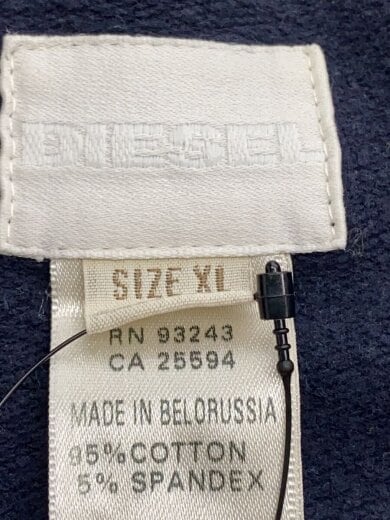 DIESEL
SIZE XL
RN 93243
CA 25594
MADE IN BELORUSSIA
95% COTTON
5% SPANDEX